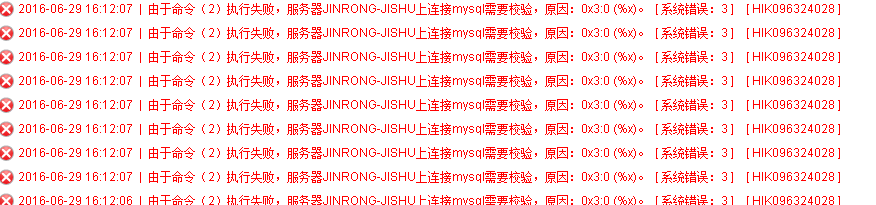 2016-06-29 16:12:07 | 由于命令（2）执行失败，服务器JINRONG-JISHU上连接mysql需要校验，原因：0x3:0 (%x)。 [系统错误：3] [HIK096324028]
2016-06-29 16:12:07 | 由于命令（2）执行失败，服务器JINRONG-JISHU上连接mysql需要校验，原因：0x3:0 (%x)。 [系统错误：3] [HIK096324028]
2016-06-29 16:12:07 | 由于命令（2）执行失败，服务器JINRONG-JISHU上连接mysql需要校验，原因：0x3:0 (%x)。 [系统错误：3] [HIK096324028]
2016-06-29 16:12:07 | 由于命令（2）执行失败，服务器JINRONG-JISHU上连接mysql需要校验，原因：0x3:0 (%x)。 [系统错误：3] [HIK096324028]
2016-06-29 16:12:07 | 由于命令（2）执行失败，服务器JINRONG-JISHU上连接mysql需要校验，原因：0x3:0 (%x)。 [系统错误：3] [HIK096324028]
2016-06-29 16:12:07 | 由于命令（2）执行失败，服务器JINRONG-JISHU上连接mysql需要校验，原因：0x3:0 (%x)。 [系统错误：3] [HIK096324028]
2016-06-29 16:12:07 | 由于命令（2）执行失败，服务器JINRONG-JISHU上连接mysql需要校验，原因：0x3:0 (%x)。 [系统错误：3] [HIK096324028]
2016-06-29 16:12:07 | 由于命令（2）执行失败，服务器JINRONG-JISHU上连接mysql需要校验，原因：0x3:0 (%x)。 [系统错误：3] [HIK096324028]
2016-06-29 16:12:06 | 由于命令（2）执行失败，服务器JINRONG-JISHU上连接mysql需要校验，原因：0x3:0 (%x)。 [系统错误：3] [HIK096324028]